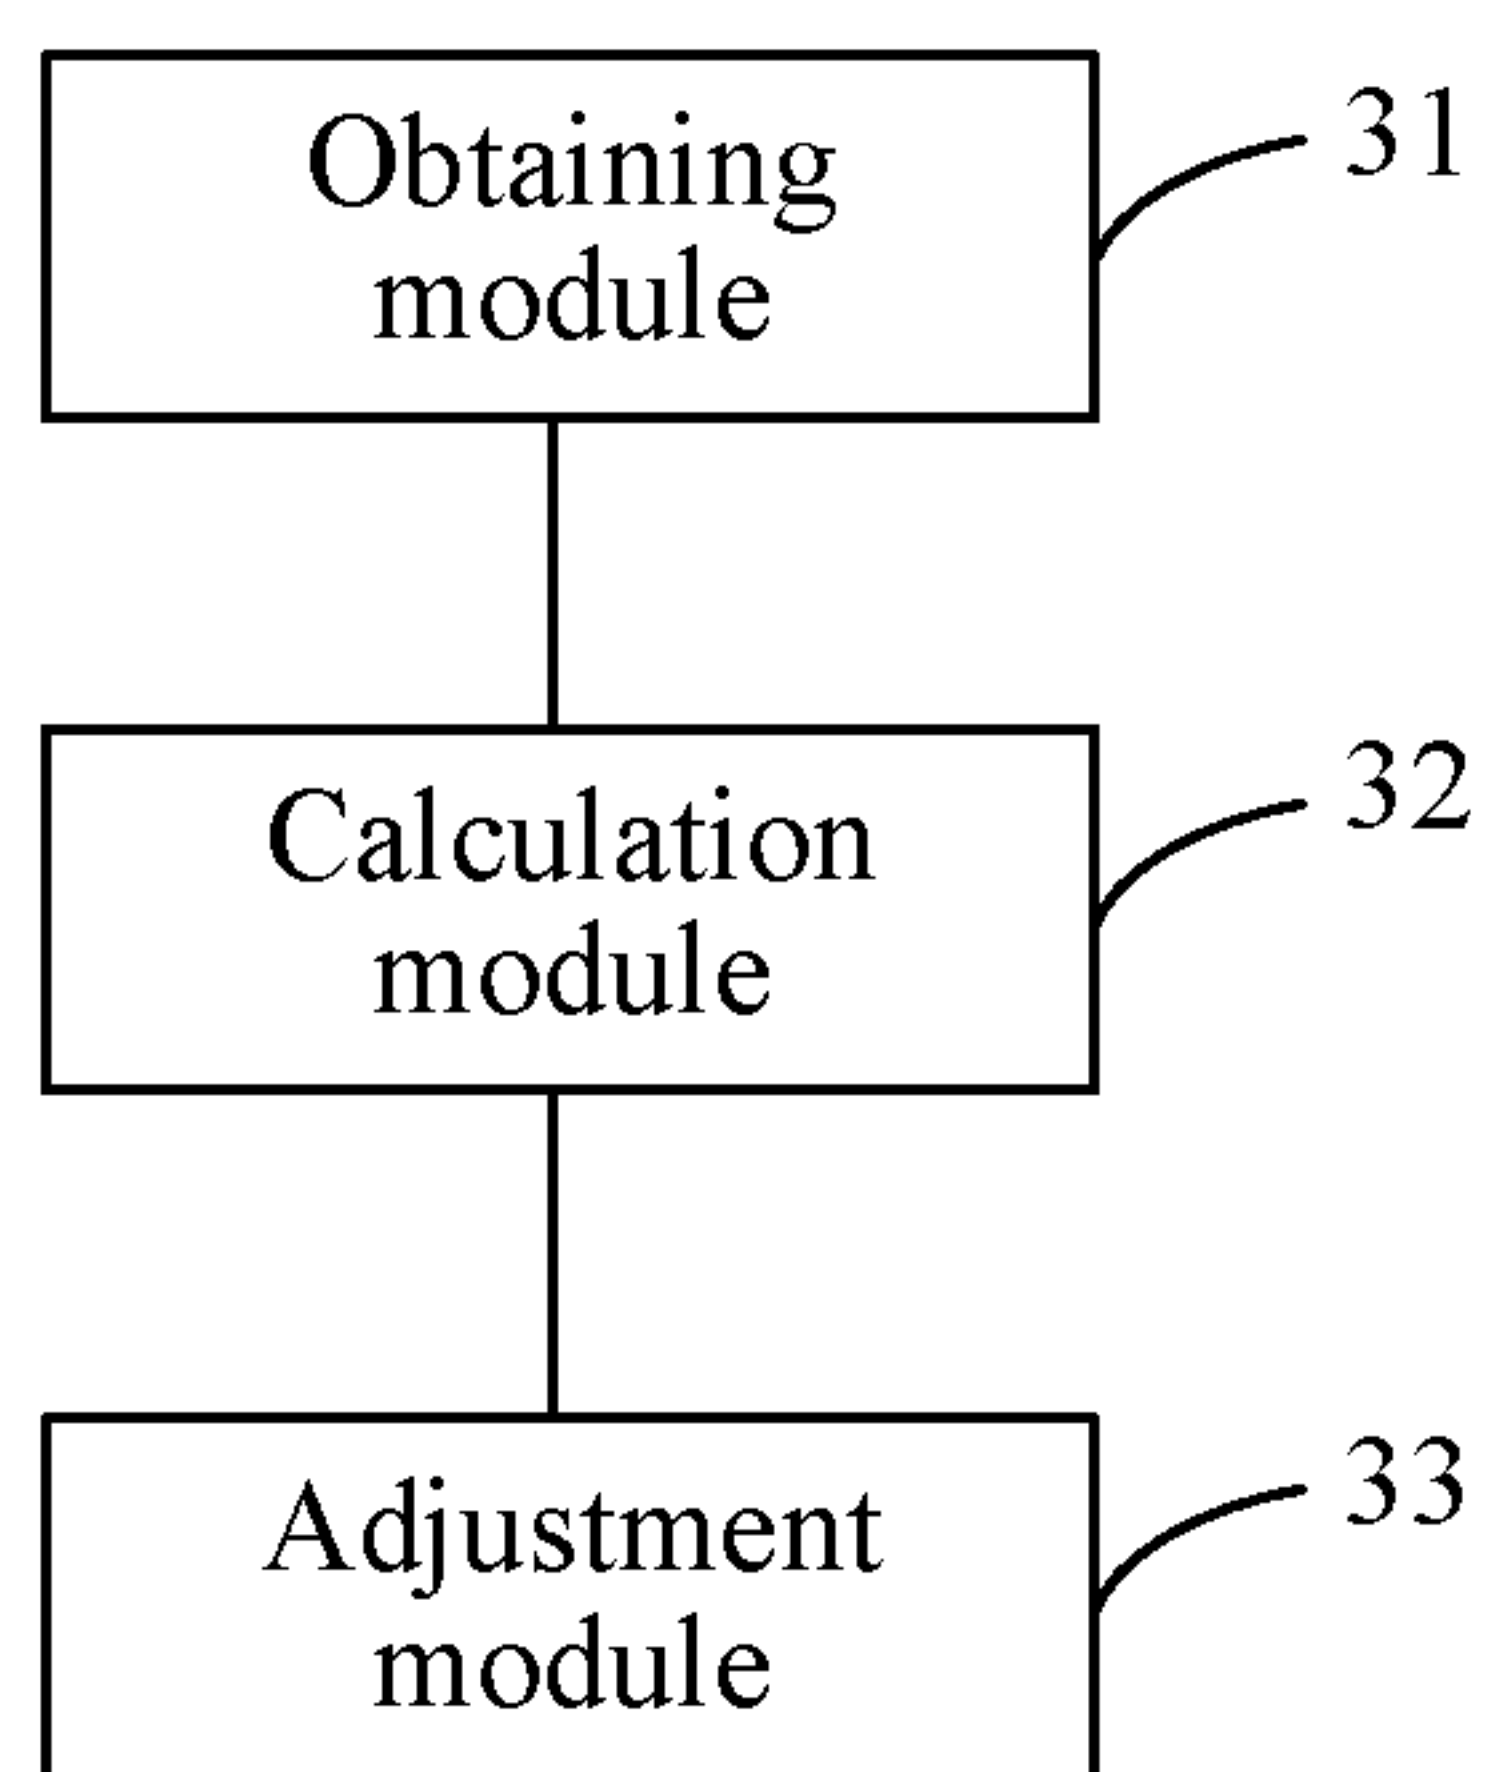 Obtaining
module
31
Calculation
module
32
Adjustment
module
33